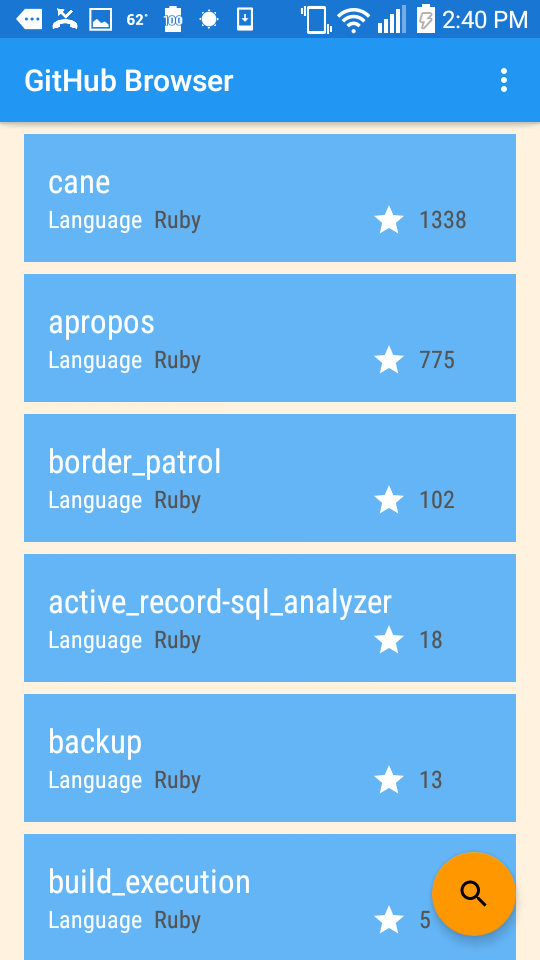 62° 100 2:40 PM
GitHub Browser
cane
Language Ruby 1338
apropos
Language Ruby 775
border_patrol
Language Ruby 102
active_record-sql_analyzer
Language Ruby 18
backup
Language Ruby 13
build_execution
Language Ruby 5